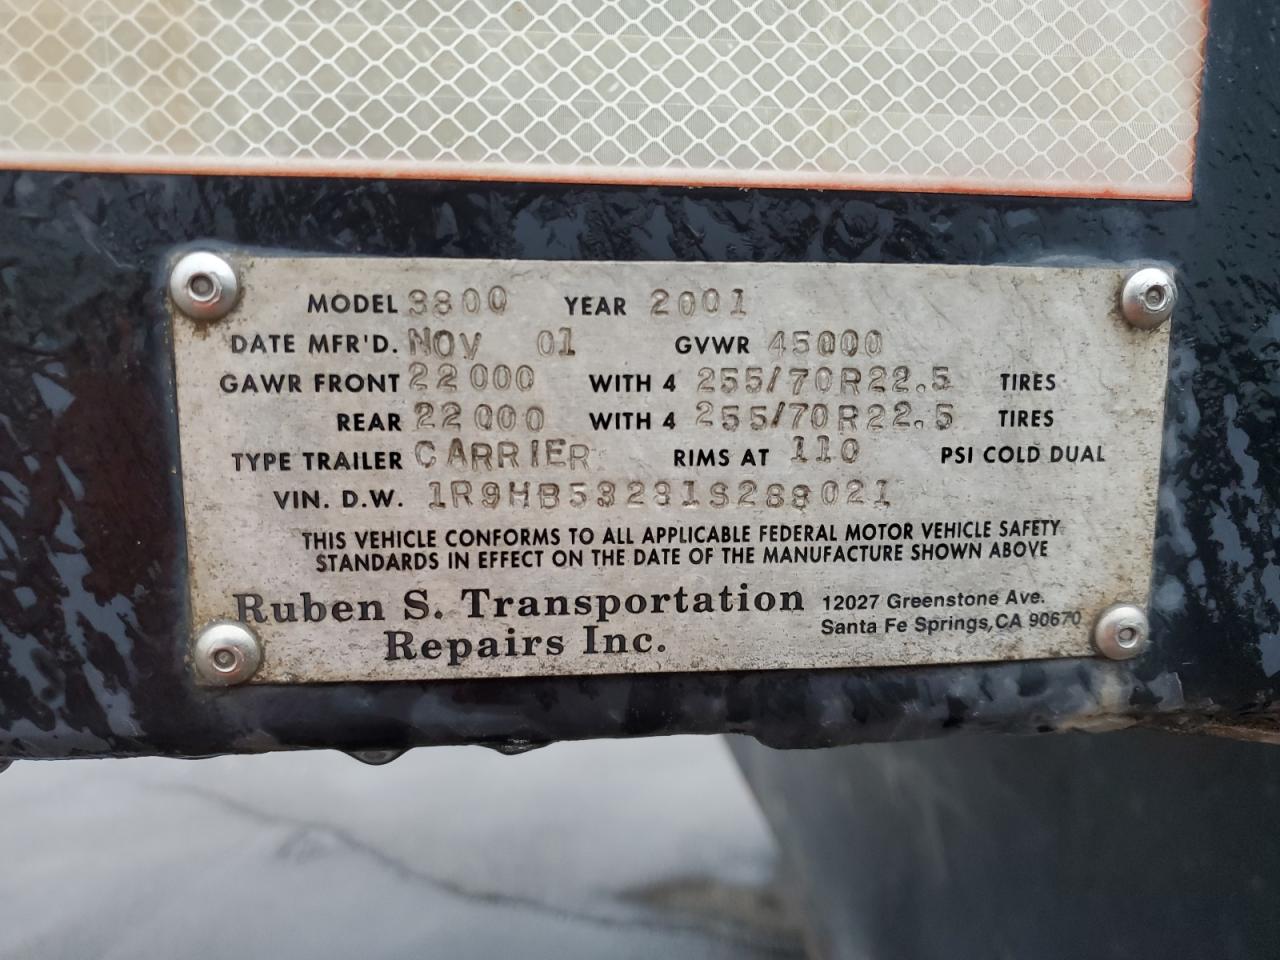 MODEL 3800 YEAR 2001
DATE MFR'D. NOV 01 GVWR 45000
GAWR FRONT 22000 WITH 4 255/70R22.5 TIRES
REAR 22000 WITH 4 255/70R22.5 TIRES
TYPE TRAILER CARRIER RIMS AT 110 PSI COLD DUAL
VIN. D.W. 1R9HB53281S288021
THIS VEHICLE CONFORMS TO ALL APPLICABLE FEDERAL MOTOR VEHICLE SAFETY
STANDARDS IN EFFECT ON THE DATE OF THE MANUFACTURE SHOWN ABOVE
Ruben S. Transportation
Repairs Inc.
12027 Greenstone Ave.
Santa Fe Springs,CA 90670